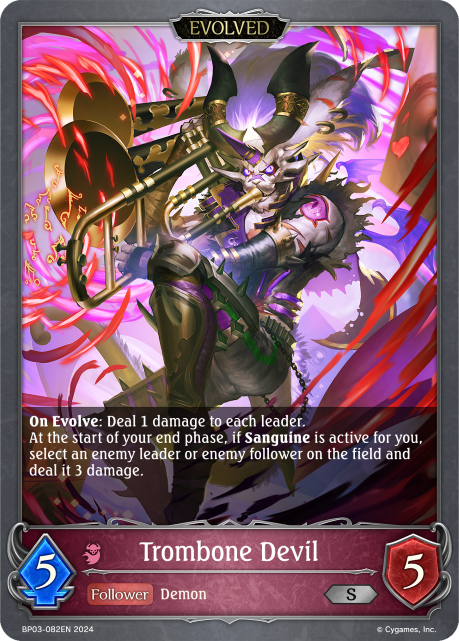 EVOLVED
On Evolve: Deal 1 damage to each leader.
At the start of your end phase, if Sanguine is active for you,
select an enemy leader or enemy follower on the field and
deal it 3 damage.
Trombone Devil
5
Follower Demon
S
5
BP03-082EN 2024
© Cygames, Inc.